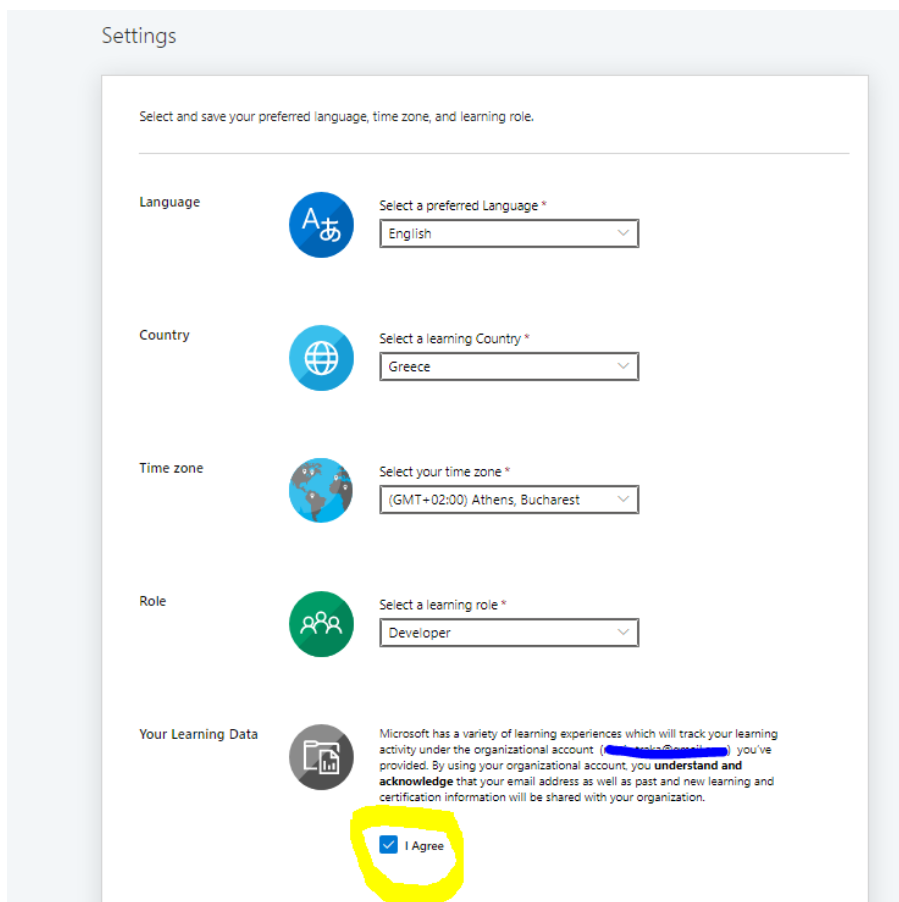 Settings
Select and save your preferred language, time zone, and learning role.
Language
Aあ
Select a preferred Language *
English
Country
Select a learning Country *
Greece
Time zone
Select your time zone *
(GMT+02:00) Athens, Bucharest
Role
Select a learning role *
Developer
Your Learning Data
Microsoft has a variety of learning experiences which will track your learning
activity under the organizational account ( ) you've
provided. By using your organizational account, you understand and
acknowledge that your email address as well as past and new learning and
certification information will be shared with your organization.
I Agree